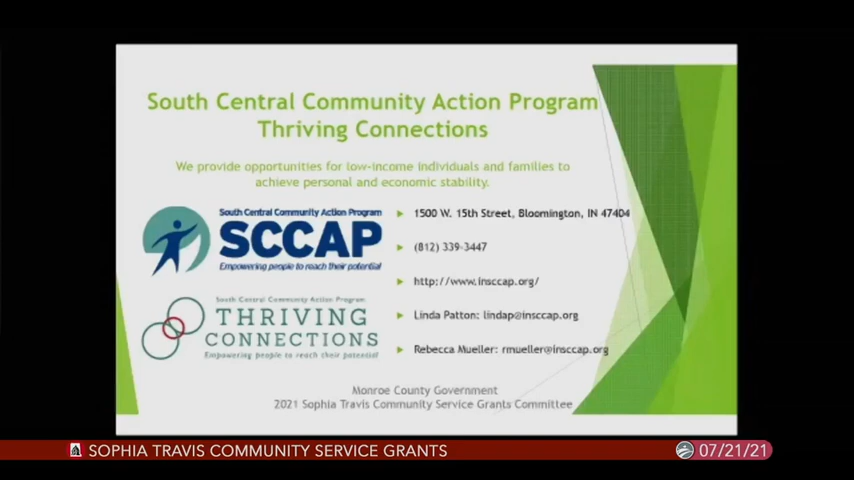 South Central Community Action Program
Thriving Connections
We provide opportunities for low-income individuals and families to
achieve personal and economic stability.
South Central Community Action Program
SCCAP
Empowering people to reach their potential
South Central Community Action Program
THRIVING
CONNECTIONS
Empowering people to reach their potential
1500 W. 15th Street, Bloomington, IN 47404
(812) 339-3447
http://www.insccap.org/
Linda Patton: lindap@insccap.org
Rebecca Mueller: rmueller@insccap.org
Monroe County Government
2021 Sophia Travis Community Service Grants Committee
SOPHIA TRAVIS COMMUNITY SERVICE GRANTS
07/21/21